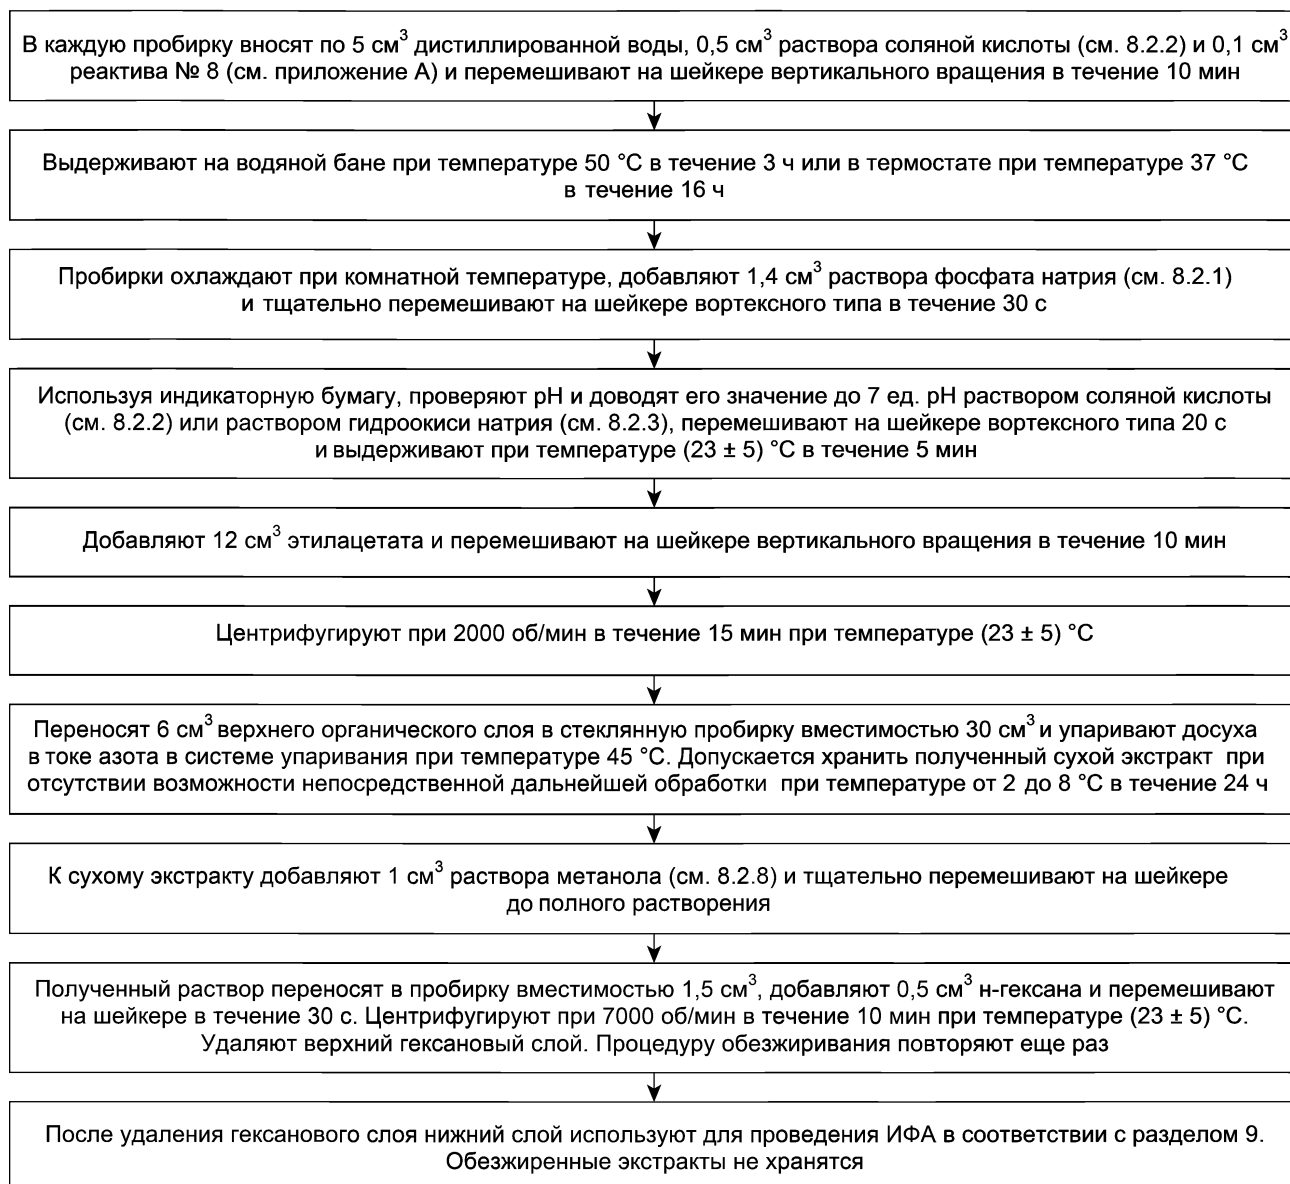 В каждую пробирку вносят по 5 см³ дистиллированной воды, 0,5 см³ раствора соляной кислоты (см. 8.2.2) и 0,1 см³
реактива № 8 (см. приложение А) и перемешивают на шейкере вертикального вращения в течение 10 мин
Выдерживают на водяной бане при температуре 50 °С в течение 3 ч или в термостате при температуре 37 °С
в течение 16 ч
Пробирки охлаждают при комнатной температуре, добавляют 1,4 см³ раствора фосфата натрия (см. 8.2.1)
и тщательно перемешивают на шейкере вортексного типа в течение 30 с
Используя индикаторную бумагу, проверяют pH и доводят его значение до 7 ед. pH раствором соляной кислоты
(см. 8.2.2) или раствором гидроокиси натрия (см. 8.2.3), перемешивают на шейкере вортексного типа 20 с
и выдерживают при температуре (23 ± 5) °С в течение 5 мин
Добавляют 12 см³ этилацетата и перемешивают на шейкере вертикального вращения в течение 10 мин
Центрифугируют при 2000 об/мин в течение 15 мин при температуре (23 ± 5) °С
Переносят 6 см³ верхнего органического слоя в стеклянную пробирку вместимостью 30 см³ и упаривают досуха
в токе азота в системе упаривания при температуре 45 °С. Допускается хранить полученный сухой экстракт при
отсутствии возможности непосредственной дальнейшей обработки при температуре от 2 до 8 °С в течение 24 ч
К сухому экстракту добавляют 1 см³ раствора метанола (см. 8.2.8) и тщательно перемешивают на шейкере
до полного растворения
Полученный раствор переносят в пробирку вместимостью 1,5 см³, добавляют 0,5 см³ н-гексана и перемешивают
на шейкере в течение 30 с. Центрифугируют при 7000 об/мин в течение 10 мин при температуре (23 ± 5) °С.
Удаляют верхний гексановый слой. Процедуру обезжиривания повторяют еще раз
После удаления гексанового слоя нижний слой используют для проведения ИФА в соответствии с разделом 9.
Обезжиренные экстракты не хранятся